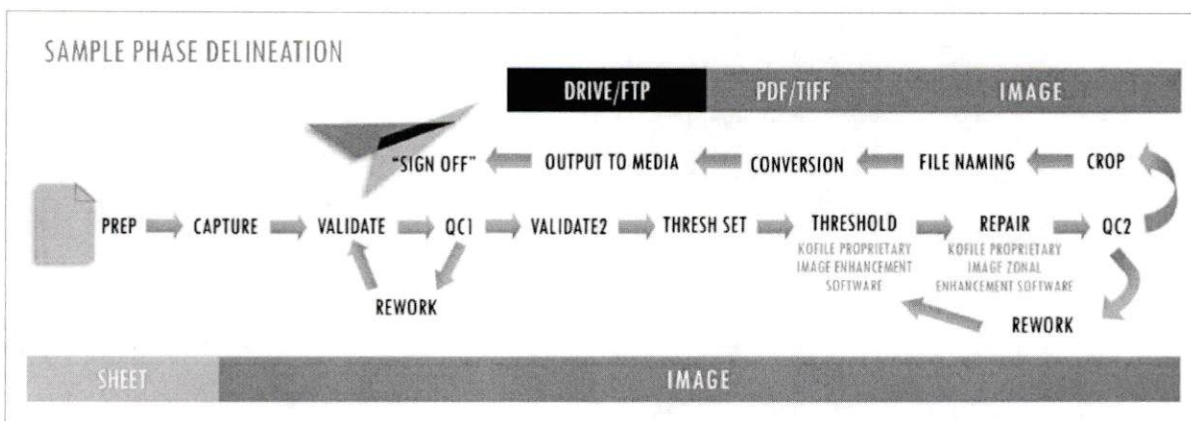 SAMPLE PHASE DELINEATION
DRIVE/FTP PDF/TIFF IMAGE
"SIGN OFF" OUTPUT TO MEDIA CONVERSION FILE NAMING CROP
PREP CAPTURE VALIDATE QC1 VALIDATE2 THRESH SET THRESHOLD REPAIR QC2
KOFILE PROPRIETARY KOFILE PROPRIETARY
IMAGE ENHANCEMENT IMAGE ZONAL
SOFTWARE ENHANCEMENT SOFTWARE
REWORK
REWORK
SHEET IMAGE